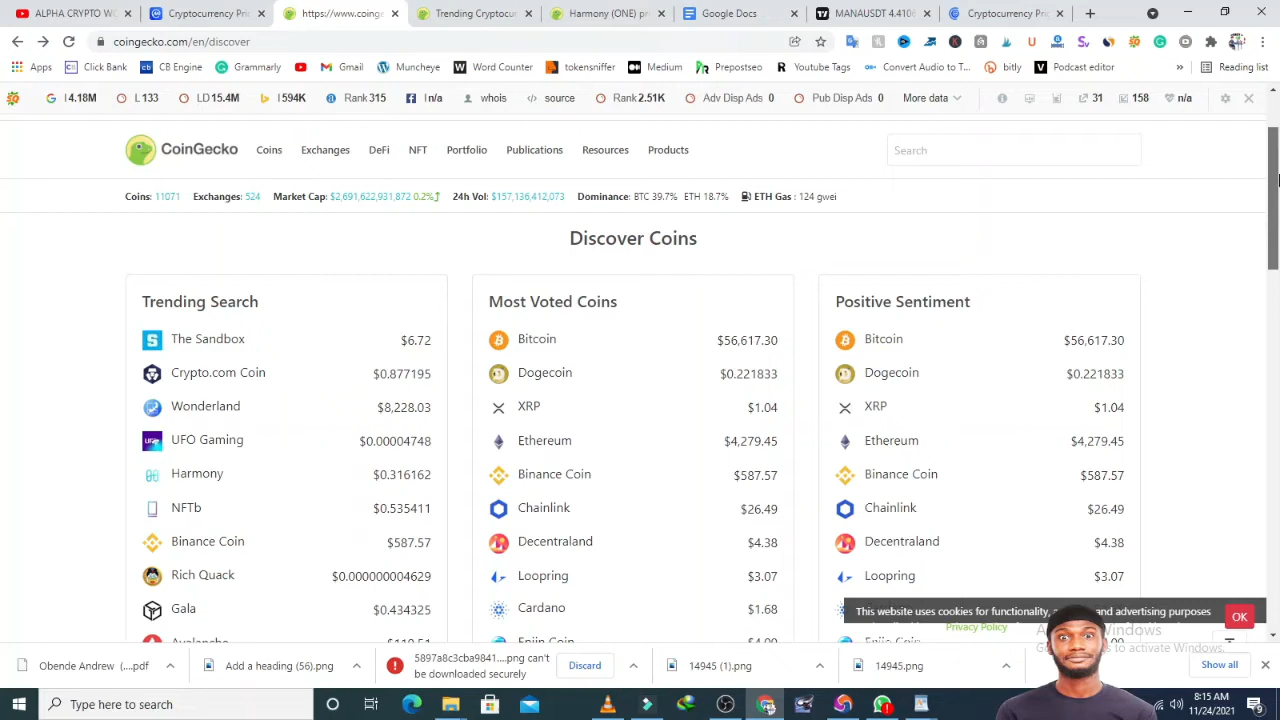 ALPHA CRYPTO WO
Cryptocurrency Pric
https://www.coinge
Trending Cryptocur
Harmony (ONE) pr
Google Docs
MANAUSDT 4.4106
Cryptocurrency Pric
coingecko.com/en/discover
Apps
Click Bank
CB Engine
Grammarly
Gmail
Muncheye
Word Counter
tokensniffer
Medium
Prepostseo
Youtube Tags
Convert Audio to T...
bitly
Podcast editor
»
Reading list
I 4.18M
L 133
LD 15.4M
I 594K
Rank 315
I n/a
whois
source
Rank 2.51K
Adv Disp Ads 0
Pub Disp Ads 0
More data
31
158
n/a
CoinGecko
Coins
Exchanges
DeFi
NFT
Portfolio
Publications
Resources
Products
Search
Coins: 11071
Exchanges: 524
Market Cap: $2,691,622,931,872 0.2%
24h Vol: $157,136,412,073
Dominance: BTC 39.7% ETH 18.7%
ETH Gas : 124 gwei
Discover Coins
Trending Search
The Sandbox $6.72
Crypto.com Coin $0.877195
Wonderland $8,228.03
UFO Gaming $0.00004748
Harmony $0.316162
NFTb $0.535411
Binance Coin $587.57
Rich Quack $0.000000004629
Gala $0.434325
Most Voted Coins
Bitcoin $56,617.30
Dogecoin $0.221833
XRP $1.04
Ethereum $4,279.45
Binance Coin $587.57
Chainlink $26.49
Decentraland $4.38
Loopring $3.07
Cardano $1.68
Positive Sentiment
Bitcoin $56,617.30
Dogecoin $0.221833
XRP $1.04
Ethereum $4,279.45
Binance Coin $587.57
Chainlink $26.49
Decentraland $4.38
Loopring $3.07
This website uses cookies for functionality, and advertising purposes
Privacy Policy
OK
Windows
to activate Windows.
Obende Andrew (....pdf
Add a heading (56).png
5897a8c3cba9841....png can't
be downloaded securely
Discard
14945 (1).png
14945.png
Show all
Type here to search
8:15 AM
11/24/2021